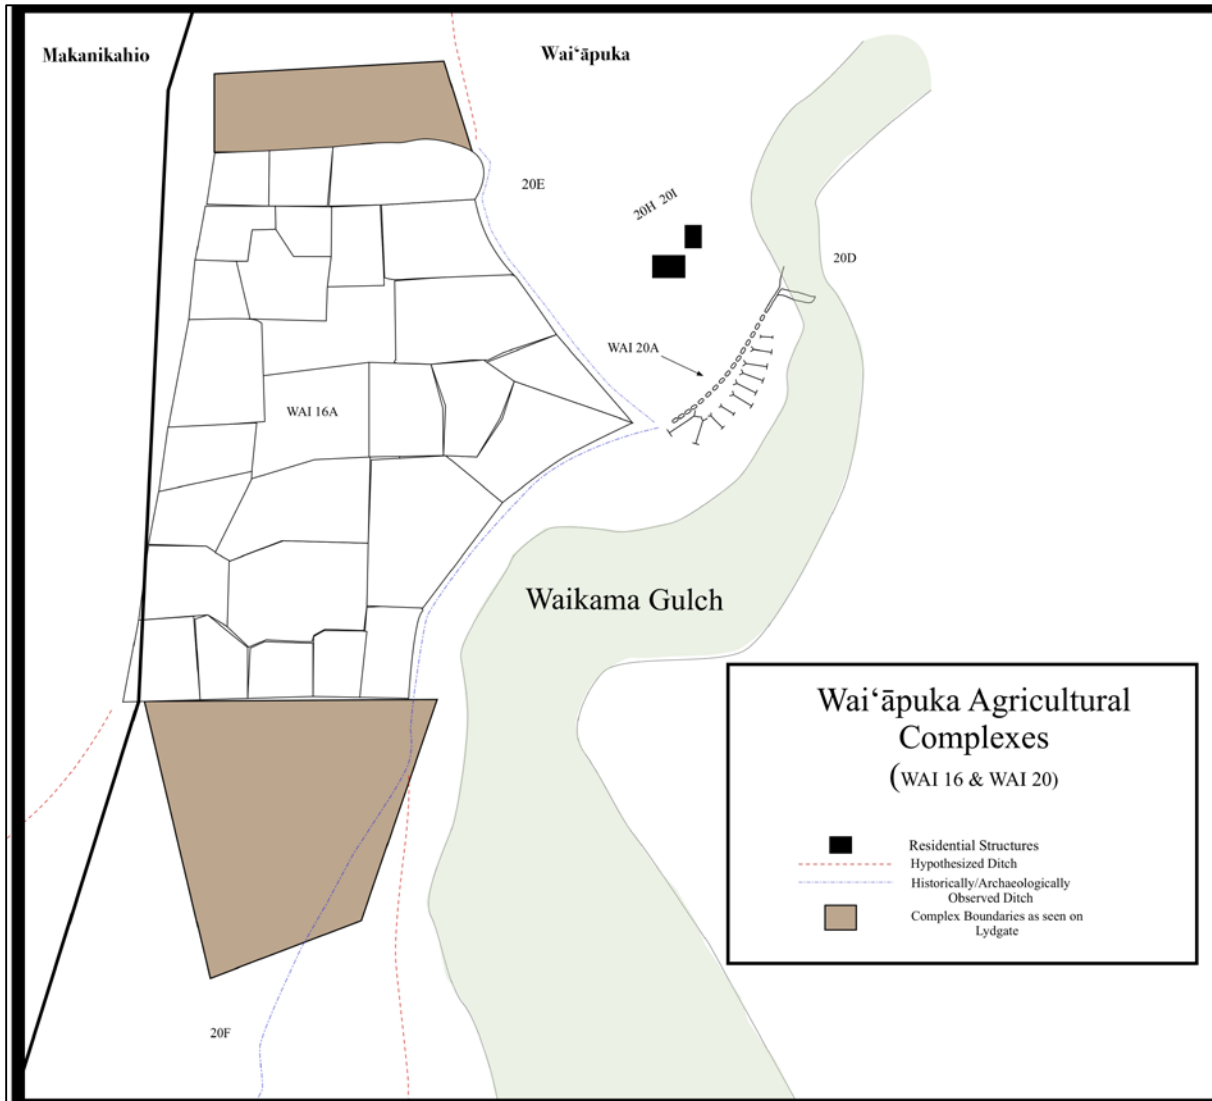 Makanikahio
Waiʻāpuka
20E
20H 20I
20D
WAI 20A
WAI 16A
Waikama Gulch
Waiʻāpuka Agricultural
Complexes
(WAI 16 & WAI 20)
Residential Structures
Hypothesized Ditch
Historically/Archaeologically
Observed Ditch
Complex Boundaries as seen on
Lydgate
20F